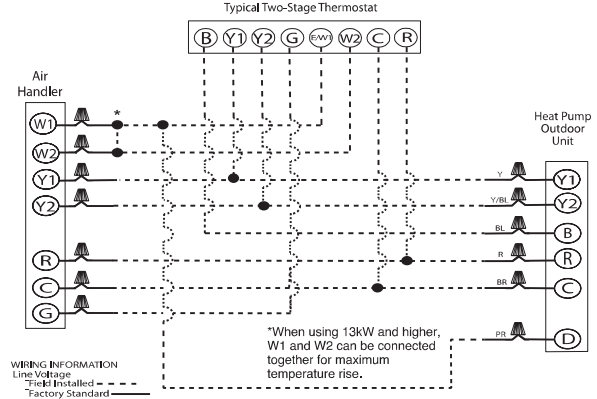 Typical Two-Stage Thermostat
B Y1 Y2 G E/W1 W2 C R
Air
Handler
*
W1
W2
Y1
Y2
R
C
G
Heat Pump
Outdoor
Unit
Y Y1
Y/BL Y2
BL B
R R
BR C
PR D
*When using 13kW and higher,
W1 and W2 can be connected
together for maximum
temperature rise.
WIRING INFORMATION
Line Voltage
-Field Installed
-Factory Standard